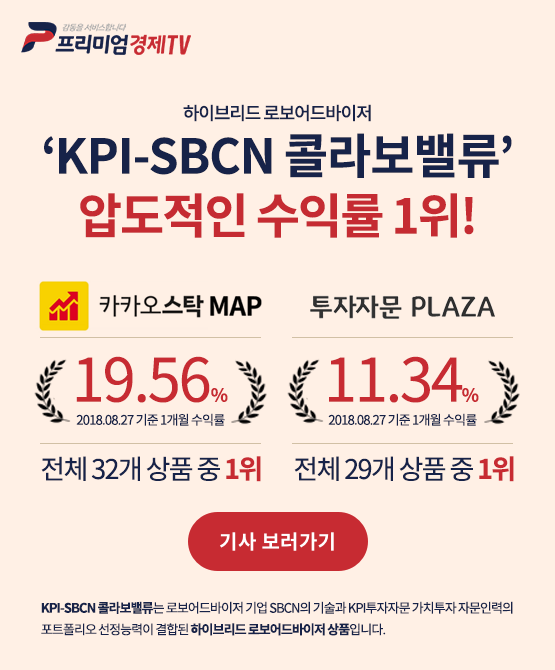 감동을 서비스합니다
프리미엄경제TV
하이브리드 로보어드바이저
‘KPI-SBCN 콜라보밸류’
압도적인 수익률 1위!
카카오스탁 MAP
19.56%
2018.08.27 기준 1개월 수익률
전체 32개 상품 중 1위
투자자문 PLAZA
11.34%
2018.08.27 기준 1개월 수익률
전체 29개 상품 중 1위
기사 보러가기
KPI-SBCN 콜라보밸류는 로보어드바이저 기업 SBCN의 기술과 KPI투자자문 가치투자 자문인력의
포트폴리오 선정능력이 결합된 하이브리드 로보어드바이저 상품입니다.